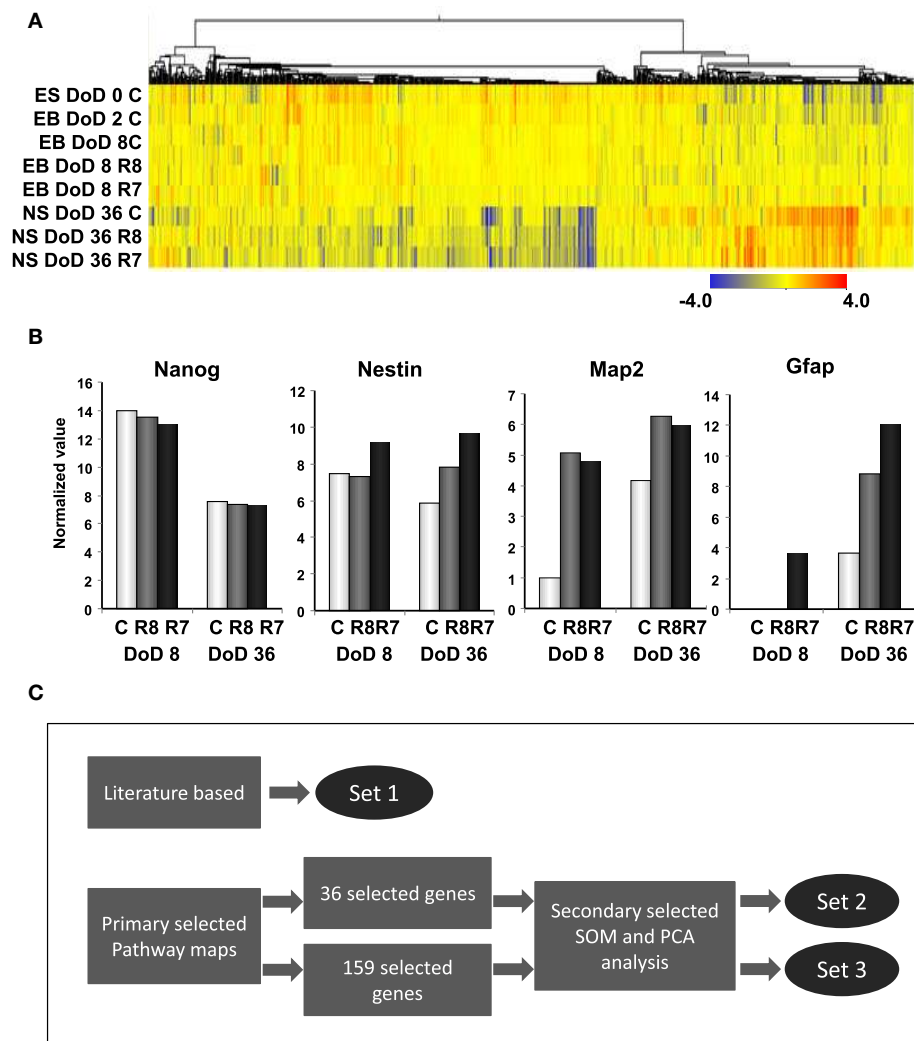 A
ES DoD 0 C
EB DoD 2 C
EB DoD 8C
EB DoD 8 R8
EB DoD 8 R7
NS DoD 36 C
NS DoD 36 R8
NS DoD 36 R7
-4.0 4.0
B
Nanog
Normalized value
16
14
12
10
8
6
4
2
0
C R8 R7 C R8 R7
DoD 8 DoD 36
Nestin
12
10
8
6
4
2
0
C R8R7 C R8R7
DoD 8 DoD 36
Map2
7
6
5
4
3
2
1
0
C R8R7 C R8R7
DoD 8 DoD 36
Gfap
14
12
10
8
6
4
2
0
C R8R7 C R8R7
DoD 8 DoD 36
C
Literature based
Set 1
Primary selected
Pathway maps
36 selected genes
159 selected
genes
Secondary selected
SOM and PCA
analysis
Set 2
Set 3